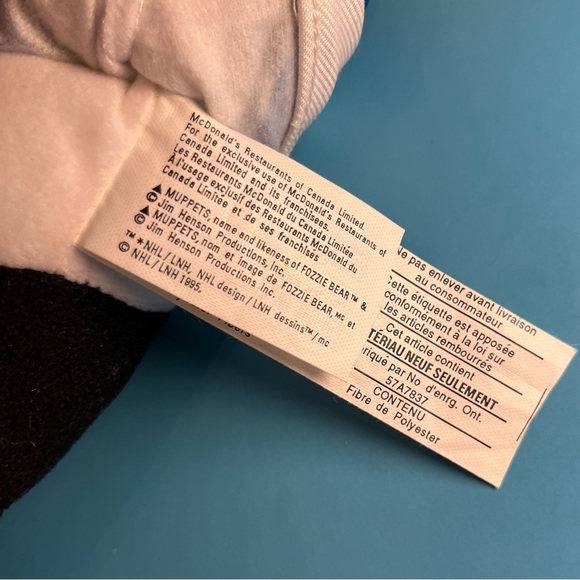 McDonald's Restaurants of Canada Limited.
For the exclusive use of McDonald's Restaurants of
Canada Limited and its franchisees.
Les Restaurants McDonald du Canada Limitée
À l'usage exclusif des Restaurants McDonald du
Canada Limitée et de ses franchises
©▲MUPPETS, name and likeness of FOZZIE BEAR™ &
Jim Henson Productions, Inc.
©▲MUPPETS, nom et image de FOZZIE BEAR, MC et
Jim Henson Productions Inc.
™ *NHL/LNH, NHL design/LNH dessins™/mc
© NHL/LNH 1995.
Ne pas enlever avant livraison
au consommateur
cette étiquette est apposée
conformément à la loi sur
les articles rembourrés
Cet article contient
TÉRIAU NEUF SEULEMENT
riqué par No d'enrg. Ont.
57A7837
CONTENU
Fibre de Polyester